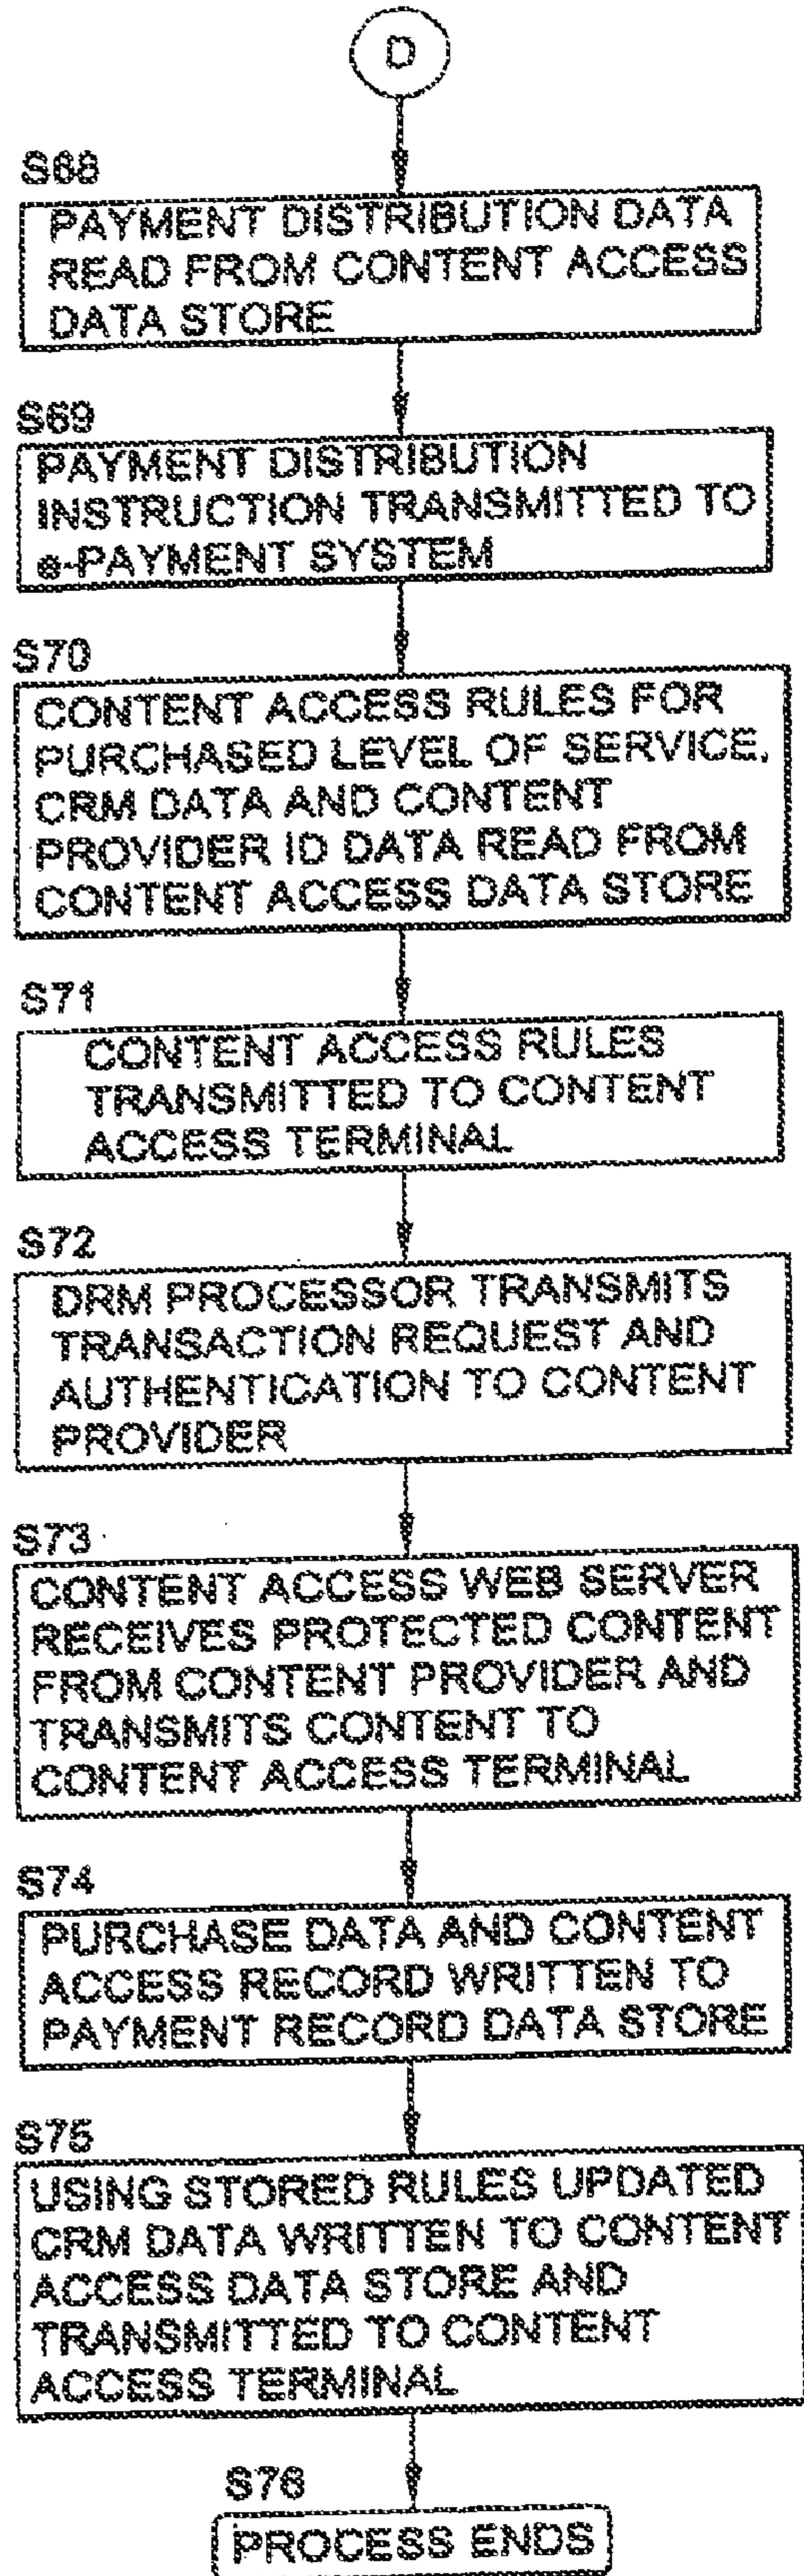 D
S68
PAYMENT DISTRIBUTION DATA
READ FROM CONTENT ACCESS
DATA STORE
S69
PAYMENT DISTRIBUTION
INSTRUCTION TRANSMITTED TO
e-PAYMENT SYSTEM
S70
CONTENT ACCESS RULES FOR
PURCHASED LEVEL OF SERVICE,
CRM DATA AND CONTENT
PROVIDER ID DATA READ FROM
CONTENT ACCESS DATA STORE
S71
CONTENT ACCESS RULES
TRANSMITTED TO CONTENT
ACCESS TERMINAL
S72
DRM PROCESSOR TRANSMITS
TRANSACTION REQUEST AND
AUTHENTICATION TO CONTENT
PROVIDER
S73
CONTENT ACCESS WEB SERVER
RECEIVES PROTECTED CONTENT
FROM CONTENT PROVIDER AND
TRANSMITS CONTENT TO
CONTENT ACCESS TERMINAL
S74
PURCHASE DATA AND CONTENT
ACCESS RECORD WRITTEN TO
PAYMENT RECORD DATA STORE
S75
USING STORED RULES UPDATED
CRM DATA WRITTEN TO CONTENT
ACCESS DATA STORE AND
TRANSMITTED TO CONTENT
ACCESS TERMINAL
S76
PROCESS ENDS